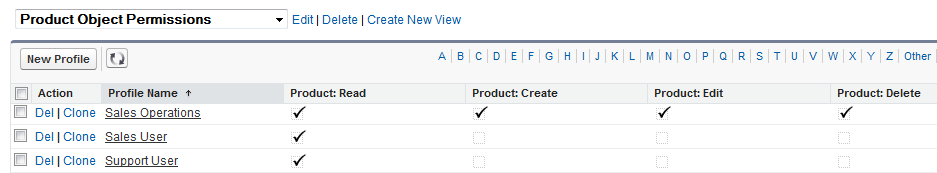 Product Object Permissions Edit | Delete | Create New View
New Profile A B C D E F G H I J K L M N O P Q R S T U V W X Y Z Other
Action Profile Name Product: Read Product: Create Product: Edit Product: Delete
Del | Clone Sales Operations
Del | Clone Sales User
Del | Clone Support User